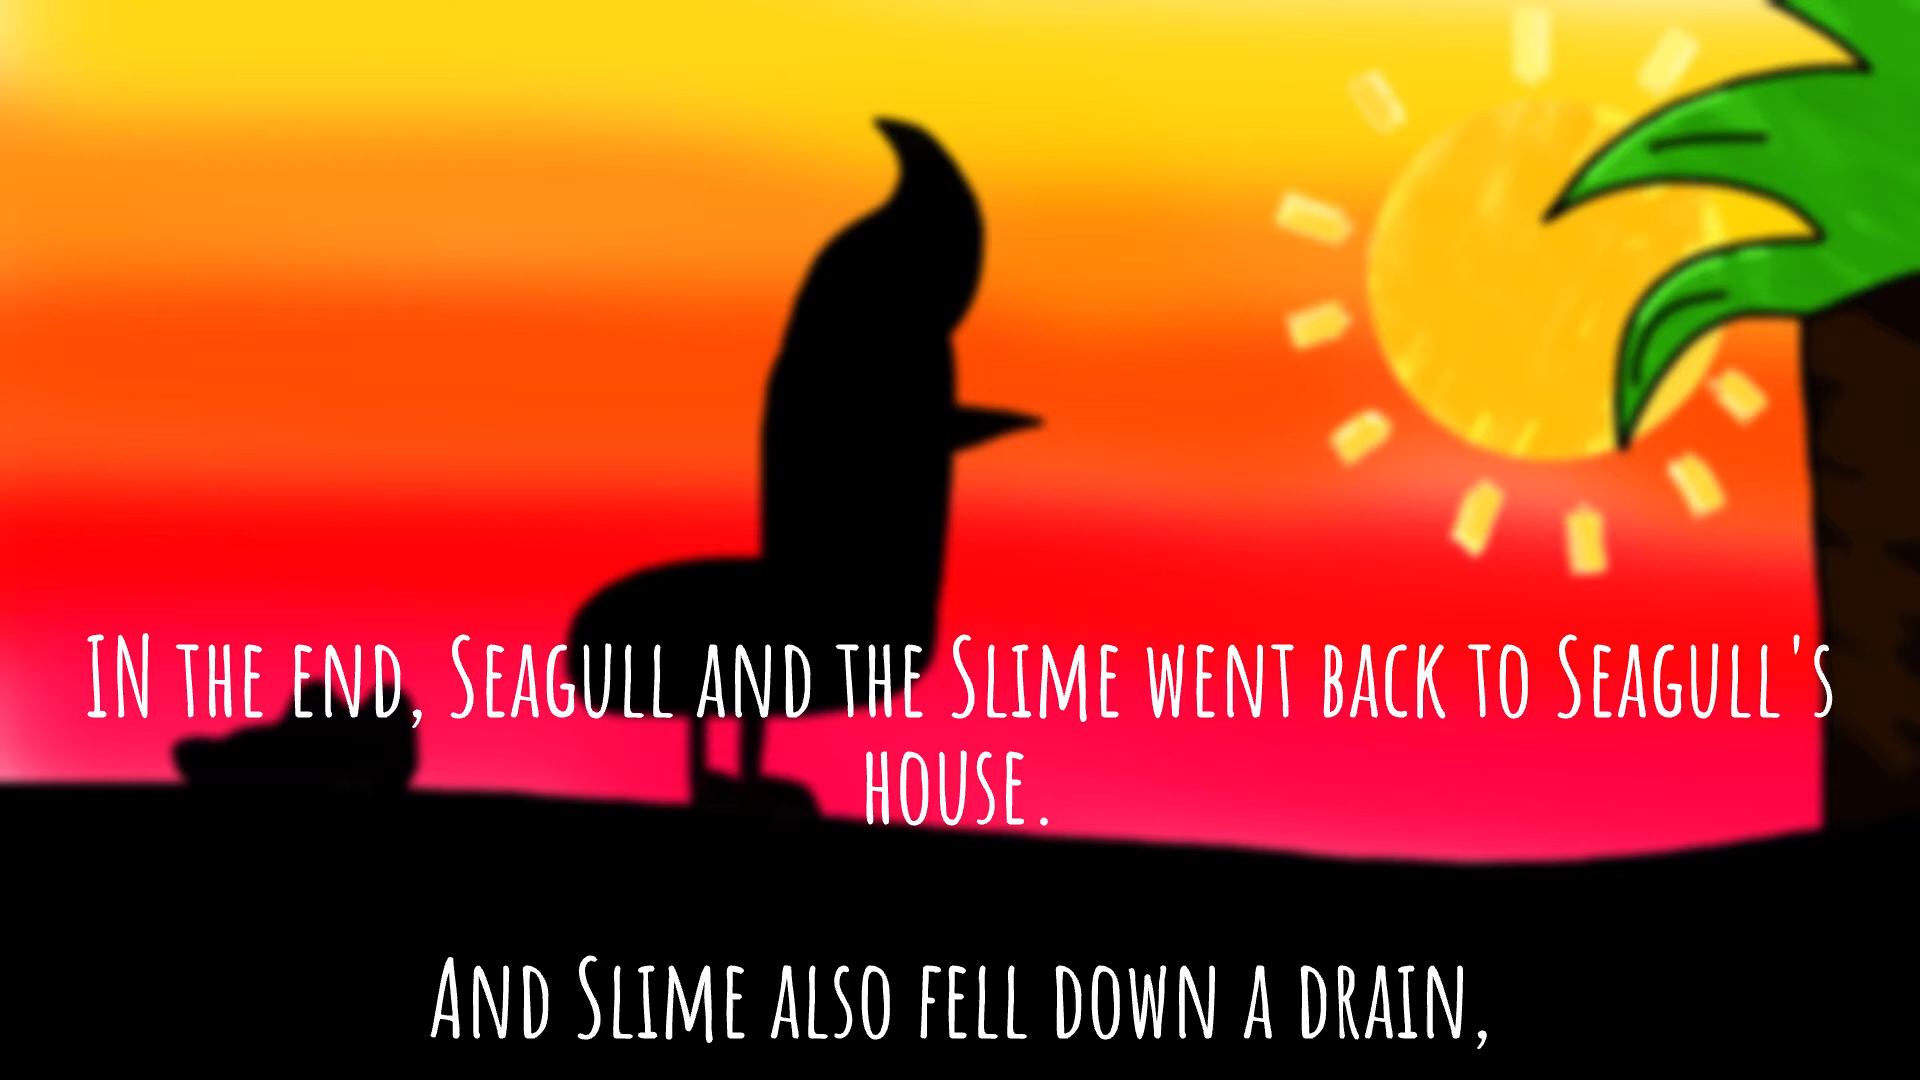 IN THE END, SEAGULL AND THE SLIME WENT BACK TO SEAGULL'S
HOUSE.
AND SLIME ALSO FELL DOWN A DRAIN,